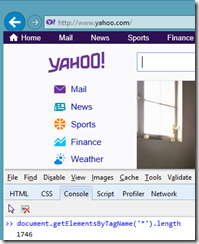 http://www.yahoo.com/
Home Mail News Sports Finance
YAHOO!
Mail
News
Sports
Finance
Weather
File Find Disable View Images Cache Tools Validate
HTML CSS Console Script Profiler Network
>> document.getElementsByTagName('*').length
1746